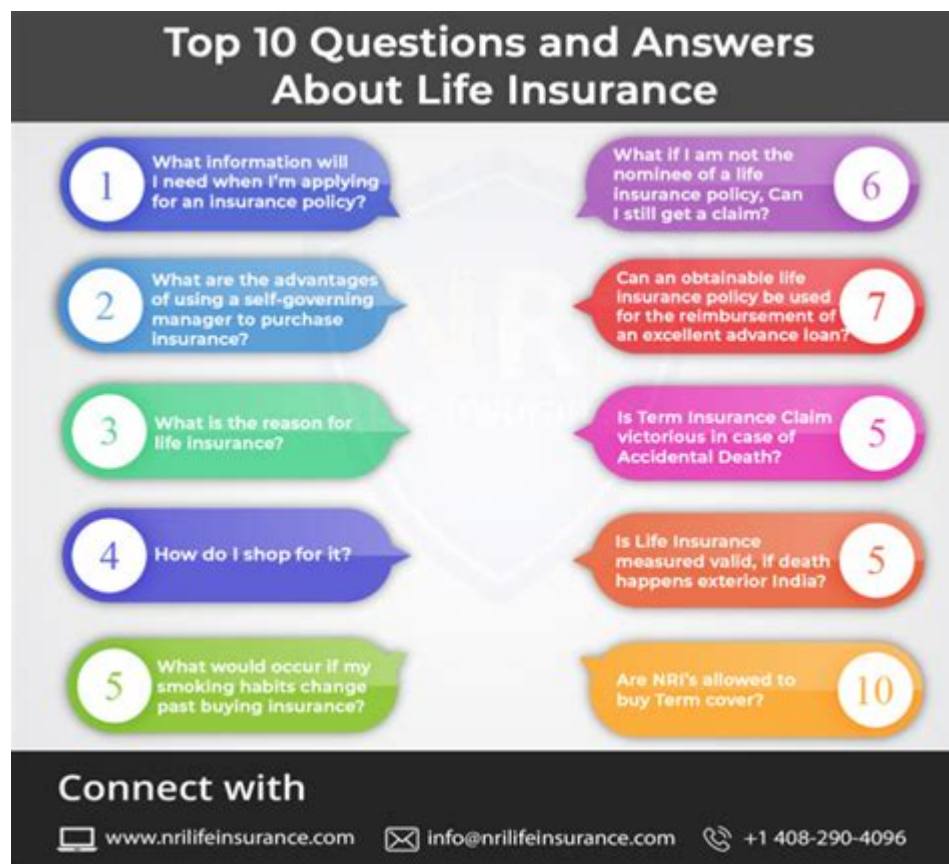 Top 10 Questions and Answers
About Life Insurance
1
What information will
I need when I'm applying
for an insurance policy?
2
What are the advantages
of using a self-governing
manager to purchase
insurance?
3
What is the reason for
life insurance?
4
How do I shop for it?
5
What would occur if my
smoking habits change
past buying insurance?
What if I am not the
nominee of a life
insurance policy, Can
I still get a claim?
6
Can an obtainable life
insurance policy be used
for the reimbursement of
an excellent advance loan?
7
Is Term Insurance Claim
victorious in case of
Accidental Death?
5
Is Life Insurance
measured valid, if death
happens exterior India?
5
Are NRI's allowed to
buy Term cover?
10
Connect with
www.nrilifeinsurance.com
info@nrilifeinsurance.com
+1 408-290-4096